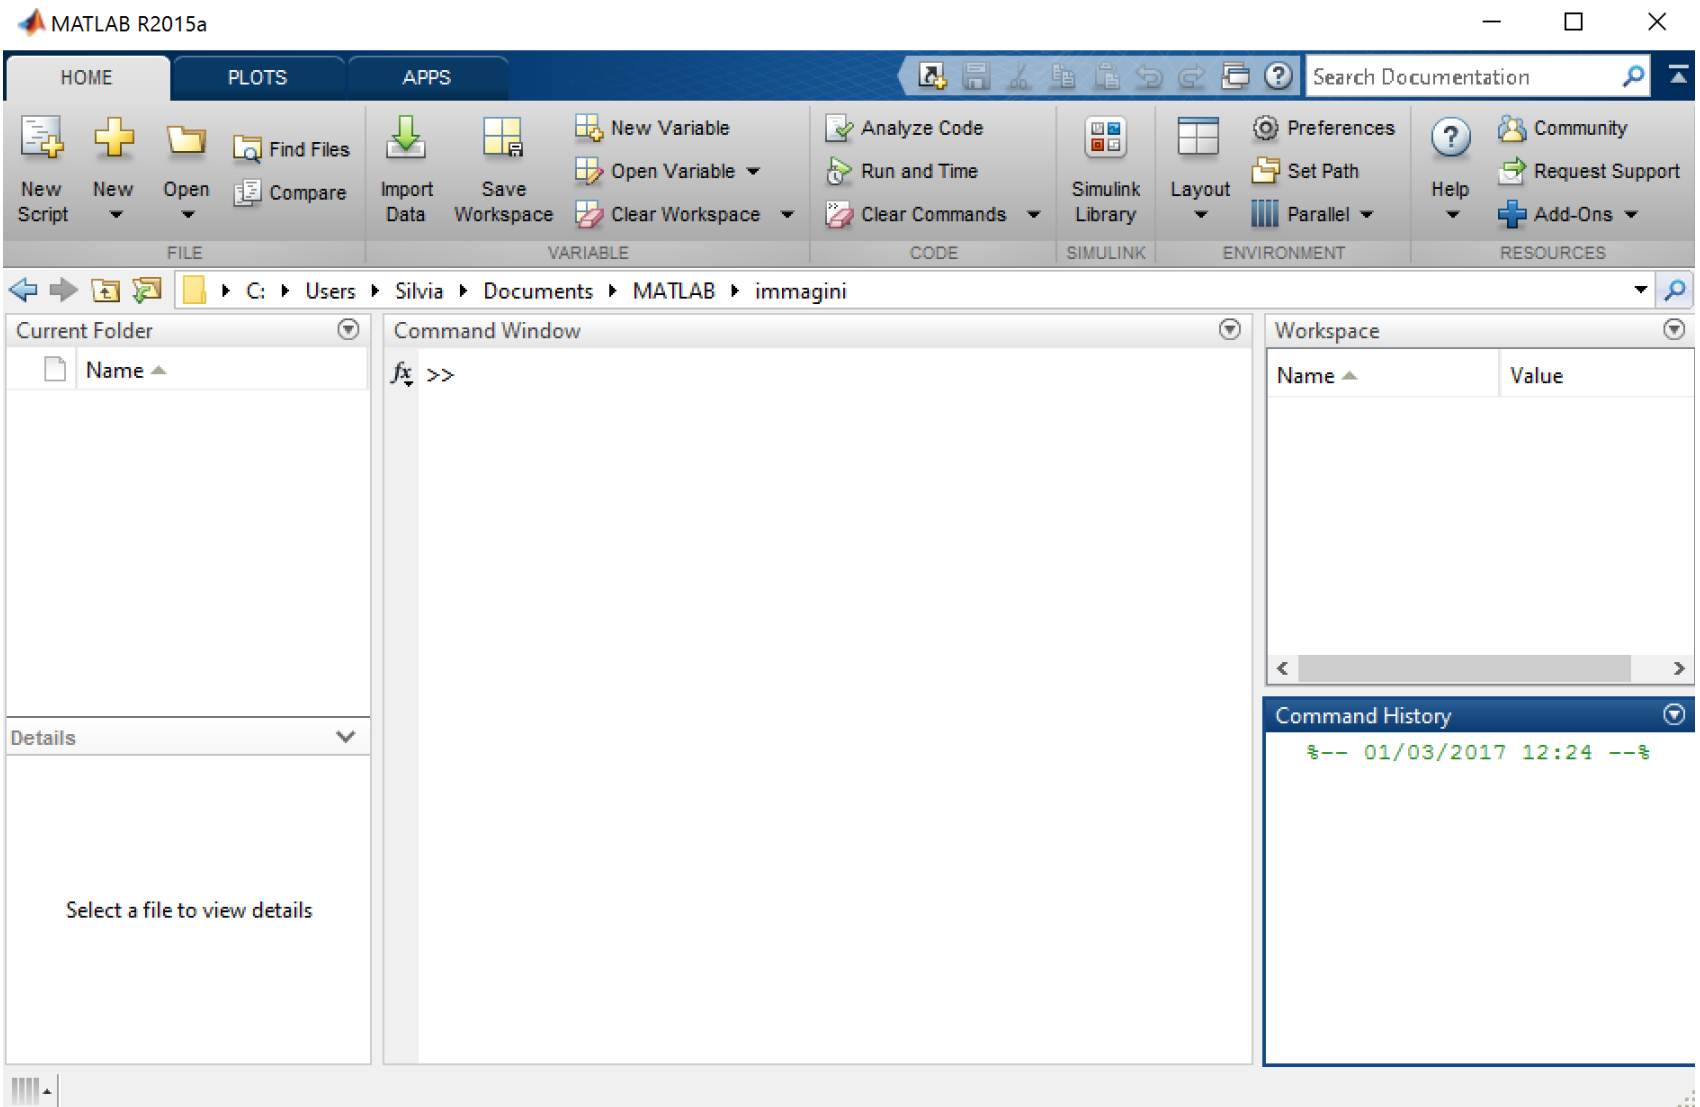 MATLAB R2015a
HOME PLOTS APPS Search Documentation
New Script New Open Find Files Compare
Import Data Save Workspace New Variable Open Variable Clear Workspace
Analyze Code Run and Time Clear Commands
Simulink Library
Layout Preferences Set Path Parallel
Help Community Request Support Add-Ons
FILE VARIABLE CODE SIMULINK ENVIRONMENT RESOURCES
C: Users Silvia Documents MATLAB immagini
Current Folder
Name
Details
Select a file to view details
Command Window
fx >>
Workspace
Name Value
Command History
%-- 01/03/2017 12:24 --%